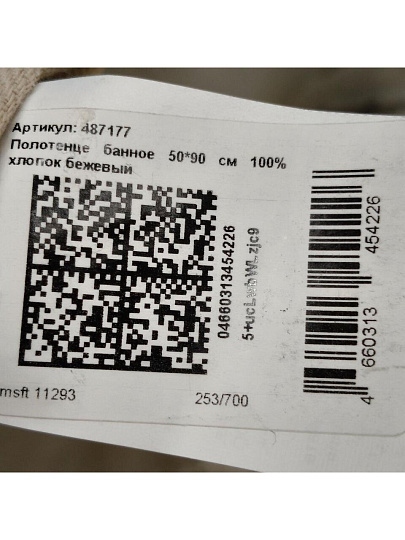 Артикул: 487177
Полотенце банное 50*90 см 100%
хлопок бежевый
04660313454226
msft 11293
253/700
4 660313 454226